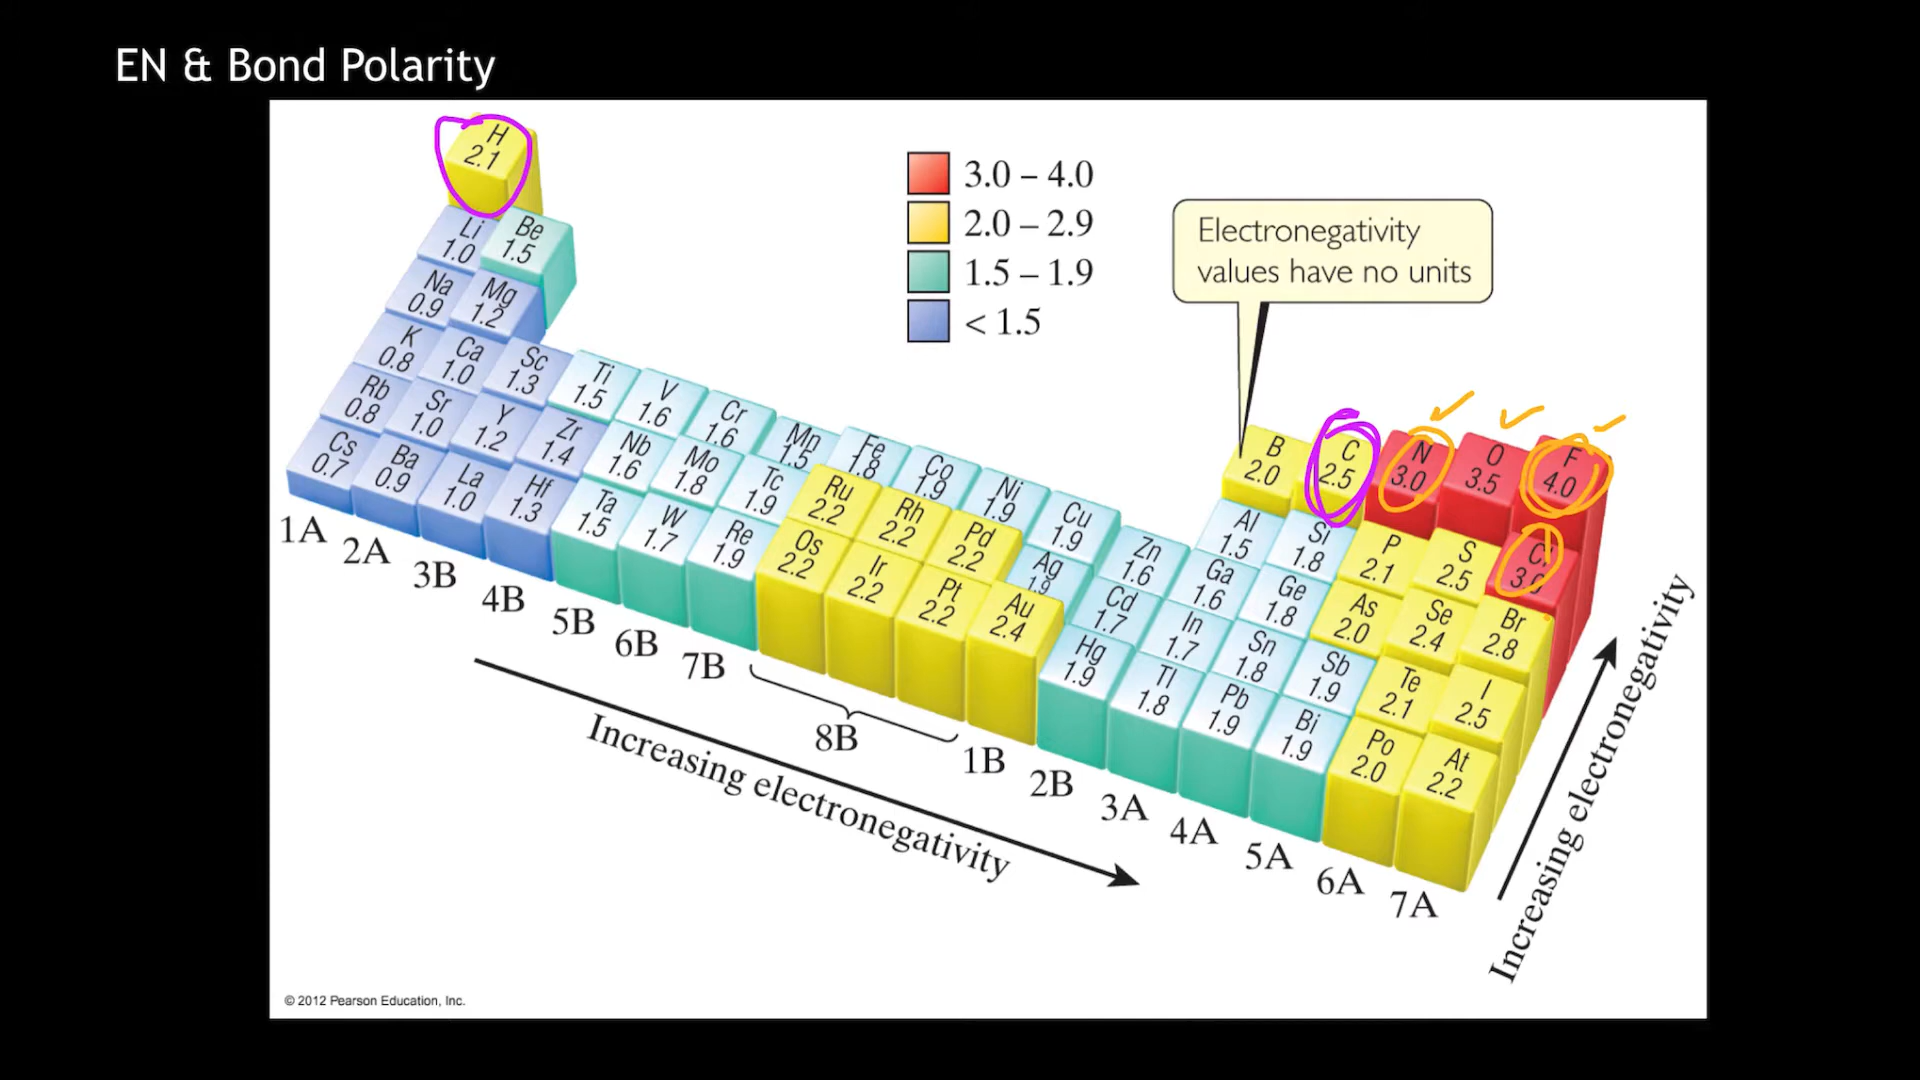 EN & Bond Polarity
H
2.1
3.0 – 4.0
2.0 – 2.9
1.5 – 1.9
< 1.5
Electronegativity
values have no units
Li
1.0
Be
1.5
Na
0.9
Mg
1.2
K
0.8
Ca
1.0
Sc
1.3
Ti
1.5
V
1.6
Cr
1.6
Mn
1.5
Fe
1.8
Co
1.9
Ni
1.9
Cu
1.9
Zn
1.6
B
2.0
C
2.5
N
3.0
O
3.5
F
4.0
Al
1.5
Si
1.8
P
2.1
S
2.5
Cl
Ga
1.6
Ge
1.8
As
2.0
Se
2.4
Br
2.8
Rb
0.8
Sr
1.0
Y
1.2
Zr
1.4
Nb
1.6
Mo
1.8
Tc
1.9
Ru
2.2
Rh
2.2
Pd
2.2
Ag
1.9
Cd
1.7
In
1.7
Sn
1.8
Sb
1.9
Te
2.1
I
2.5
Cs
0.7
Ba
0.9
La
1.0
Hf
1.3
Ta
1.5
W
1.7
Re
1.9
Os
2.2
Ir
2.2
Pt
2.2
Au
2.4
Hg
1.9
Tl
1.8
Pb
1.9
Bi
1.9
Po
2.0
At
2.2
1A
2A
3B
4B
5B
6B
7B
8B
1B
2B
3A
4A
5A
6A
7A
Increasing electronegativity
Increasing electronegativity
© 2012 Pearson Education, Inc.